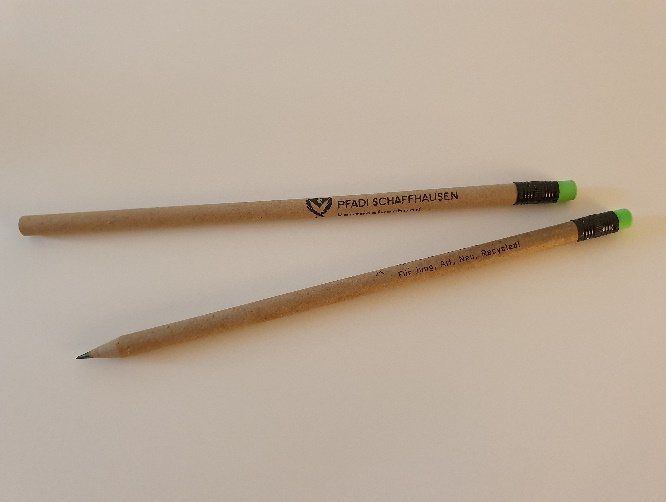 PFADI SCHAFFHAUSEN
Für Jung, Alt, Neu, Recycled!